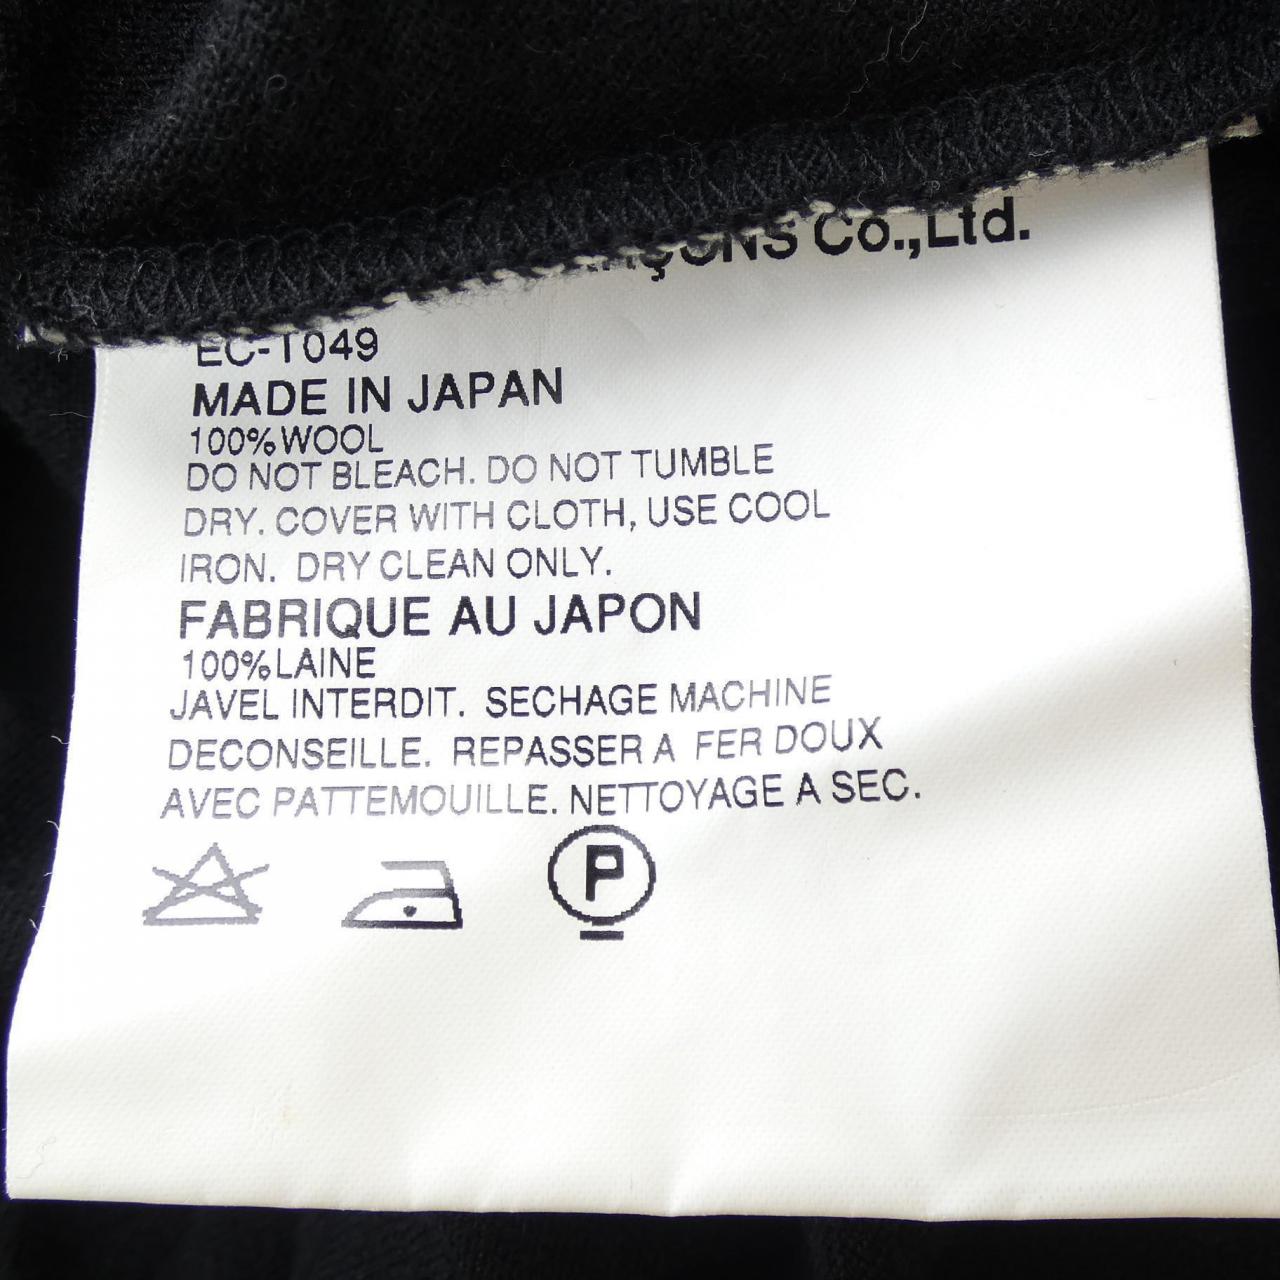 Co.,Ltd.
EC-T049
MADE IN JAPAN
100%WOOL
DO NOT BLEACH. DO NOT TUMBLE
DRY. COVER WITH CLOTH, USE COOL
IRON. DRY CLEAN ONLY.
FABRIQUE AU JAPON
100%LAINE
JAVEL INTERDIT. SECHAGE MACHINE
DECONSEILLE. REPASSER A FER DOUX
AVEC PATTEMOUILLE. NETTOYAGE A SEC.
P